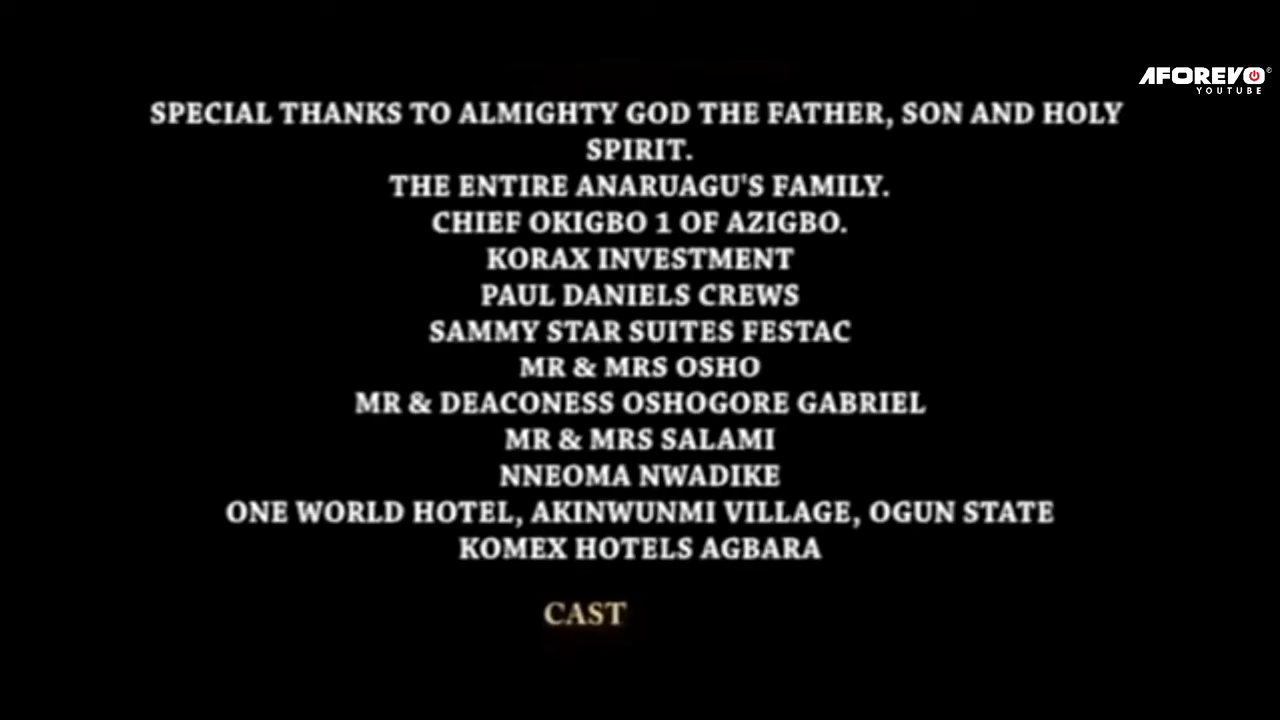 AFOREVO
YOUTUBE
SPECIAL THANKS TO ALMIGHTY GOD THE FATHER, SON AND HOLY
SPIRIT.
THE ENTIRE ANARUAGU'S FAMILY.
CHIEF OKIGBO 1 OF AZIGBO.
KORAX INVESTMENT
PAUL DANIELS CREWS
SAMMY STAR SUITES FESTAC
MR & MRS OSHO
MR & DEACONESS OSHOGORE GABRIEL
MR & MRS SALAMI
NNEOMA NWADIKE
ONE WORLD HOTEL, AKINWUNMI VILLAGE, OGUN STATE
KOMEX HOTELS AGBARA
CAST